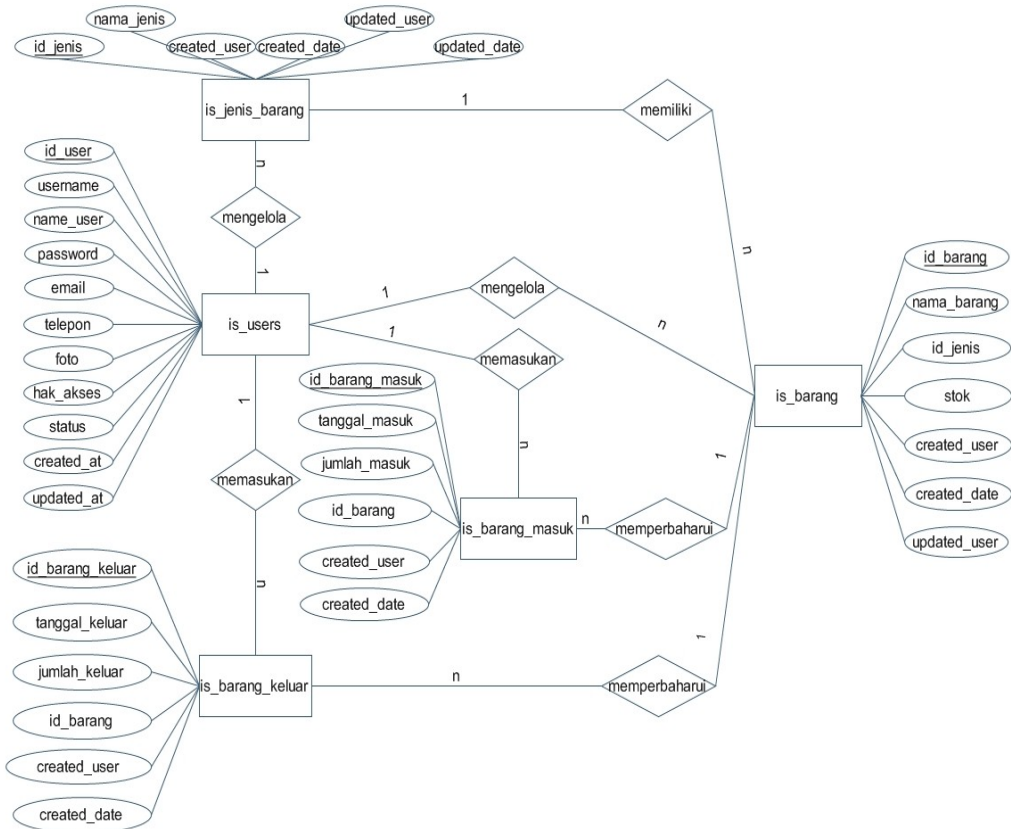 nama_jenis
updated_user
id_jenis
created_user
created_date
updated_date
is_jenis_barang
1
memiliki
n
mengelola
1
n
id_user
username
name_user
password
email
telepon
foto
hak_akses
status
created_at
updated_at
is_users
1
mengelola
n
1
memasukan
n
1
memasukan
n
id_barang_masuk
tanggal_masuk
jumlah_masuk
id_barang
created_user
created_date
is_barang_masuk
n
memperbaharui
1
is_barang
id_barang
nama_barang
id_jenis
stok
created_user
created_date
updated_user
id_barang_keluar
tanggal_keluar
jumlah_keluar
id_barang
created_user
created_date
is_barang_keluar
n
memperbaharui
1